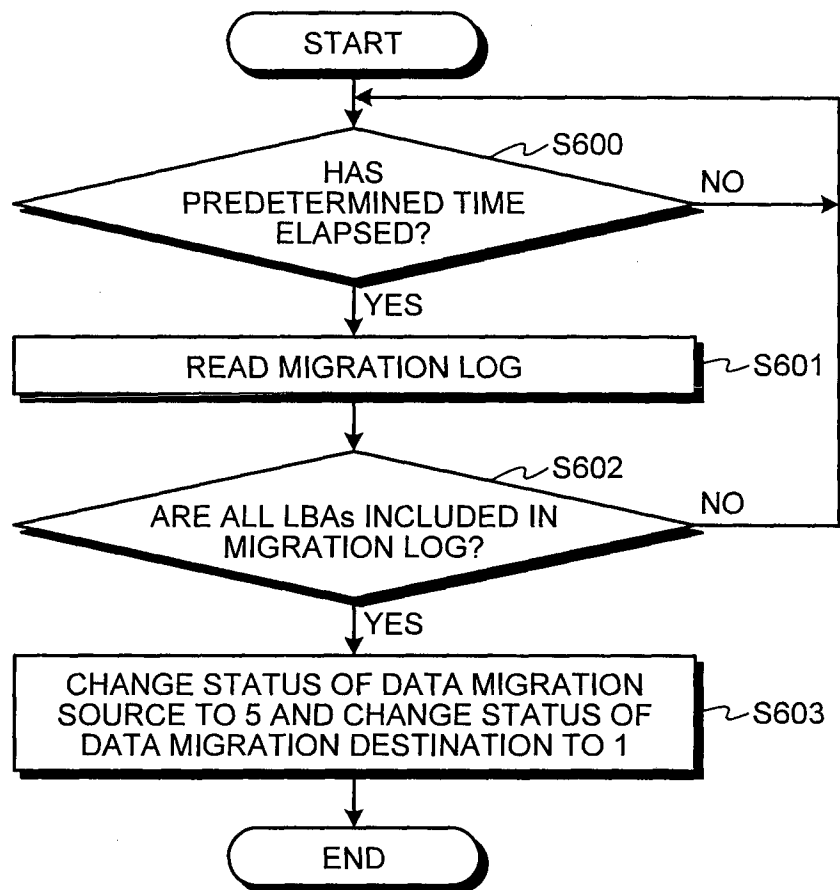 START
S600
HAS
PREDETERMINED TIME
ELAPSED?
NO
YES
READ MIGRATION LOG
S601
S602
ARE ALL LBAs INCLUDED IN
MIGRATION LOG?
NO
YES
CHANGE STATUS OF DATA MIGRATION
SOURCE TO 5 AND CHANGE STATUS OF
DATA MIGRATION DESTINATION TO 1
S603
END